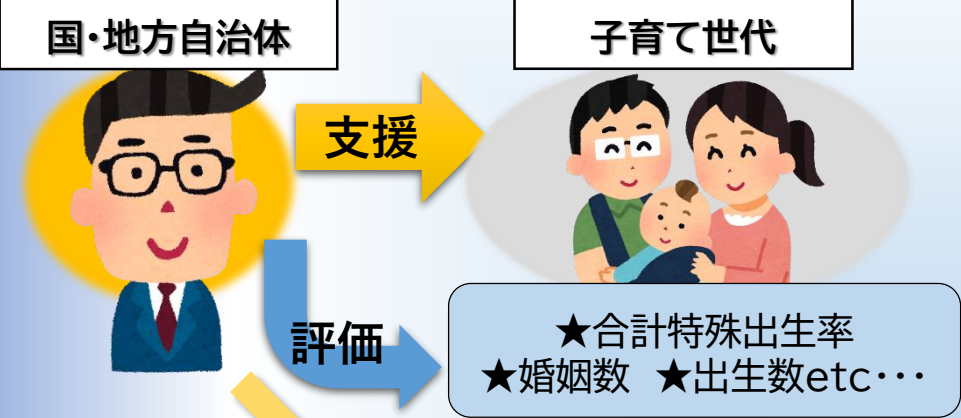 国・地方自治体
子育て世代
支援
評価
★合計特殊出生率
★婚姻数 ★出生数etc・・・